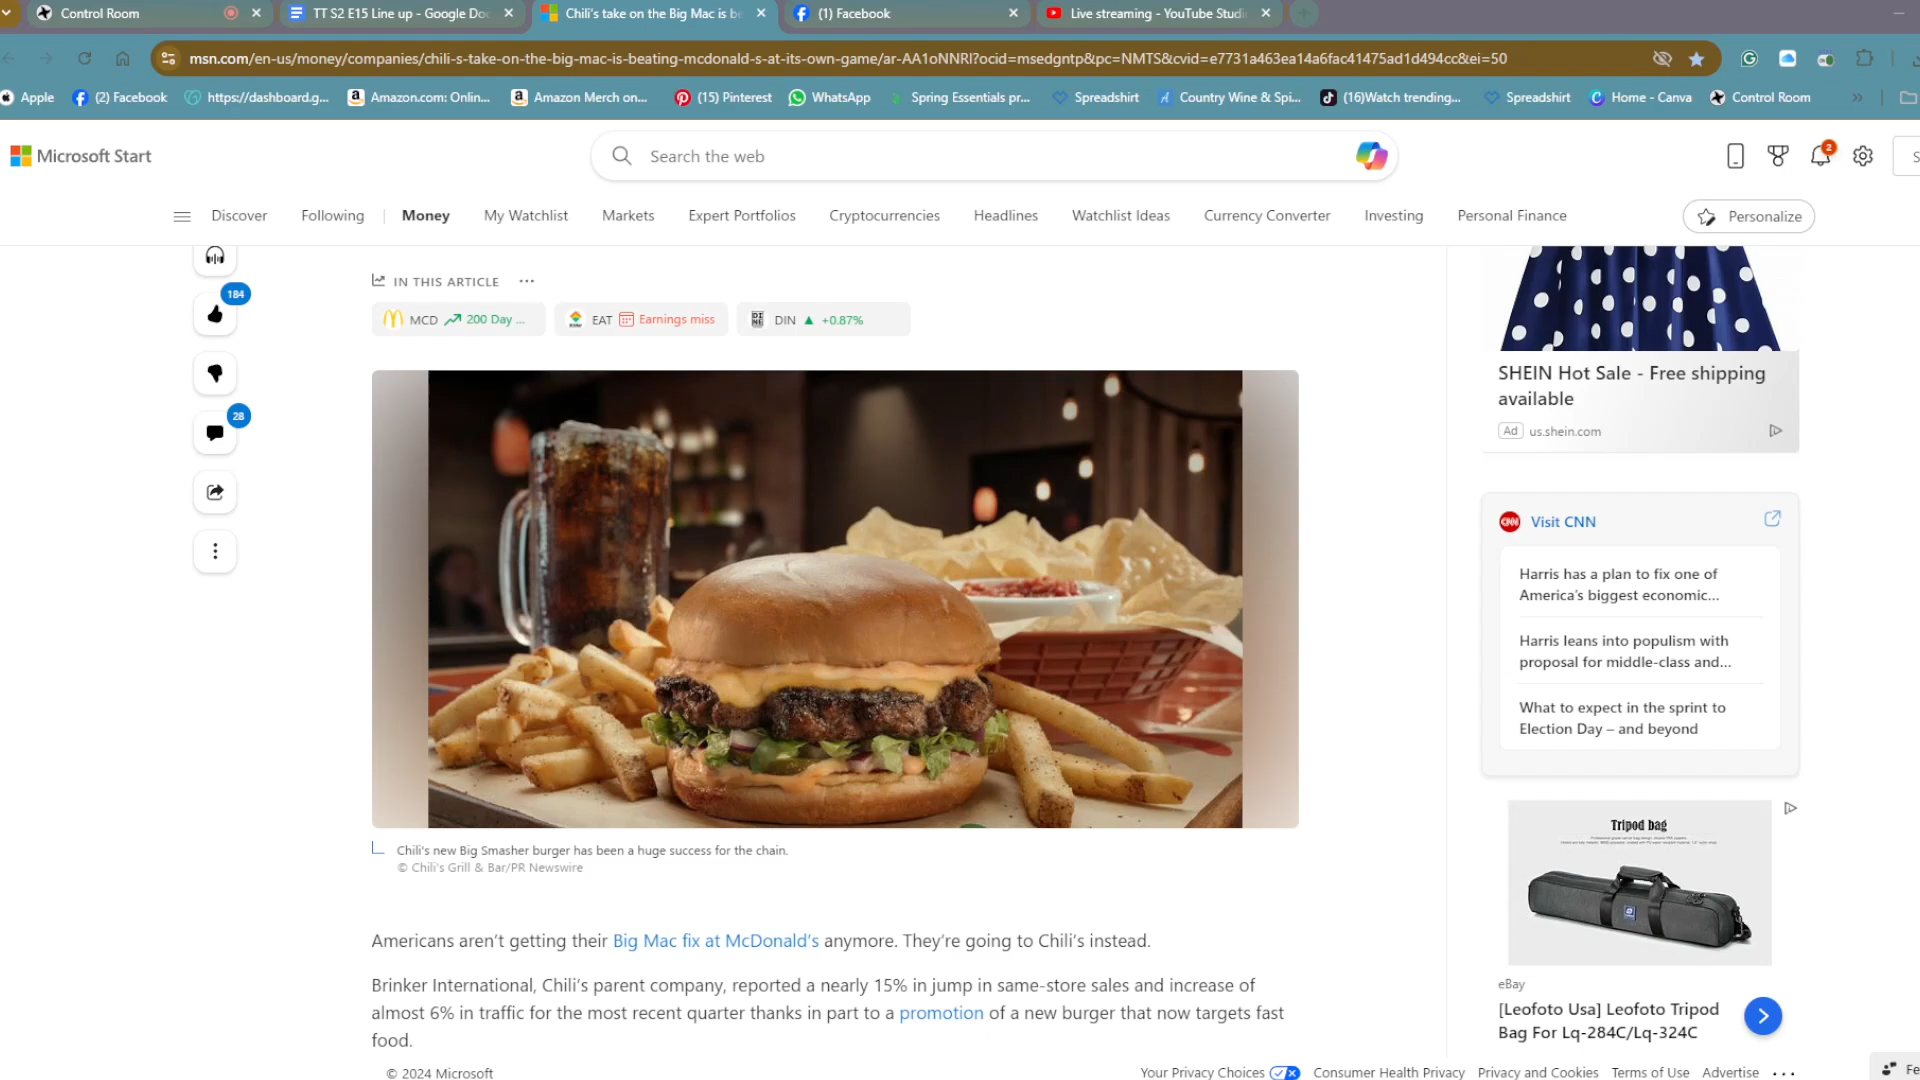 Control Room
TT S2 E15 Line up - Google Doc
Chili's take on the Big Mac is be
(1) Facebook
Live streaming - YouTube Studi
msn.com/en-us/money/companies/chili-s-take-on-the-big-mac-is-beating-mcdonald-s-at-its-own-game/ar-AA1oNNRl?ocid=msedgntp&pc=NMTS&cvid=e7731a463ea14a6fac41475ad1d494cc&ei=50
Apple
(2) Facebook
https://dashboard.g...
Amazon.com: Onlin...
Amazon Merch on...
(15) Pinterest
WhatsApp
Spring Essentials pr...
Spreadshirt
Country Wine & Spi...
(16)Watch trending...
Spreadshirt
Home - Canva
Control Room
Microsoft Start
Search the web
2
S
Discover
Following
Money
My Watchlist
Markets
Expert Portfolios
Cryptocurrencies
Headlines
Watchlist Ideas
Currency Converter
Investing
Personal Finance
Personalize
184
28
IN THIS ARTICLE
MCD 200 Day ...
EAT Earnings miss
DIN +0.87%
Chili's new Big Smasher burger has been a huge success for the chain.
© Chili's Grill & Bar/PR Newswire
Americans aren’t getting their Big Mac fix at McDonald’s anymore. They’re going to Chili’s instead.
Brinker International, Chili’s parent company, reported a nearly 15% in jump in same-store sales and increase of
almost 6% in traffic for the most recent quarter thanks in part to a promotion of a new burger that now targets fast
food.
SHEIN Hot Sale - Free shipping
available
Ad us.shein.com
CNN
Visit CNN
Harris has a plan to fix one of
America’s biggest economic...
Harris leans into populism with
proposal for middle-class and...
What to expect in the sprint to
Election Day – and beyond
Tripod bag
eBay
[Leofoto Usa] Leofoto Tripod
Bag For Lq-284C/Lq-324C
© 2024 Microsoft
Your Privacy Choices
Consumer Health Privacy
Privacy and Cookies
Terms of Use
Advertise
Fe